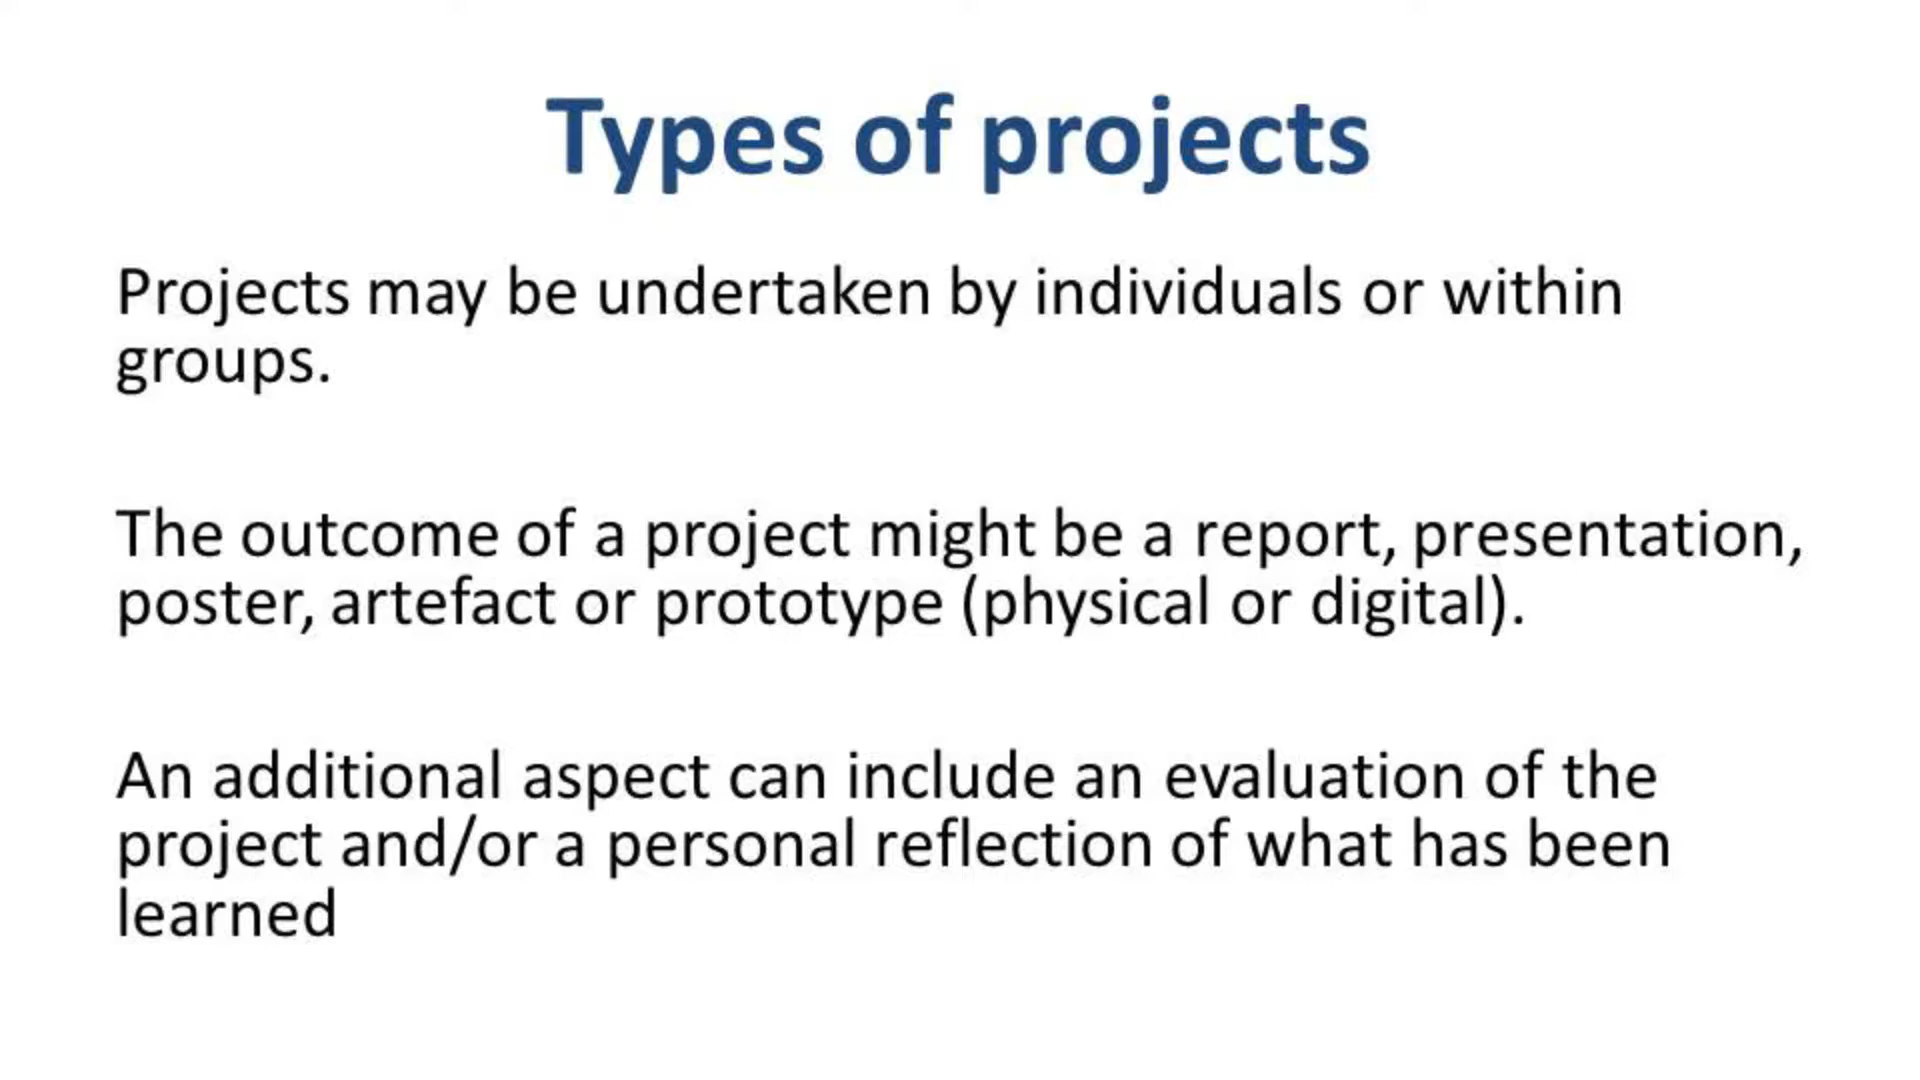 Types of projects
Projects may be undertaken by individuals or within
groups.
The outcome of a project might be a report, presentation,
poster, artefact or prototype (physical or digital).
An additional aspect can include an evaluation of the
project and/or a personal reflection of what has been
learned